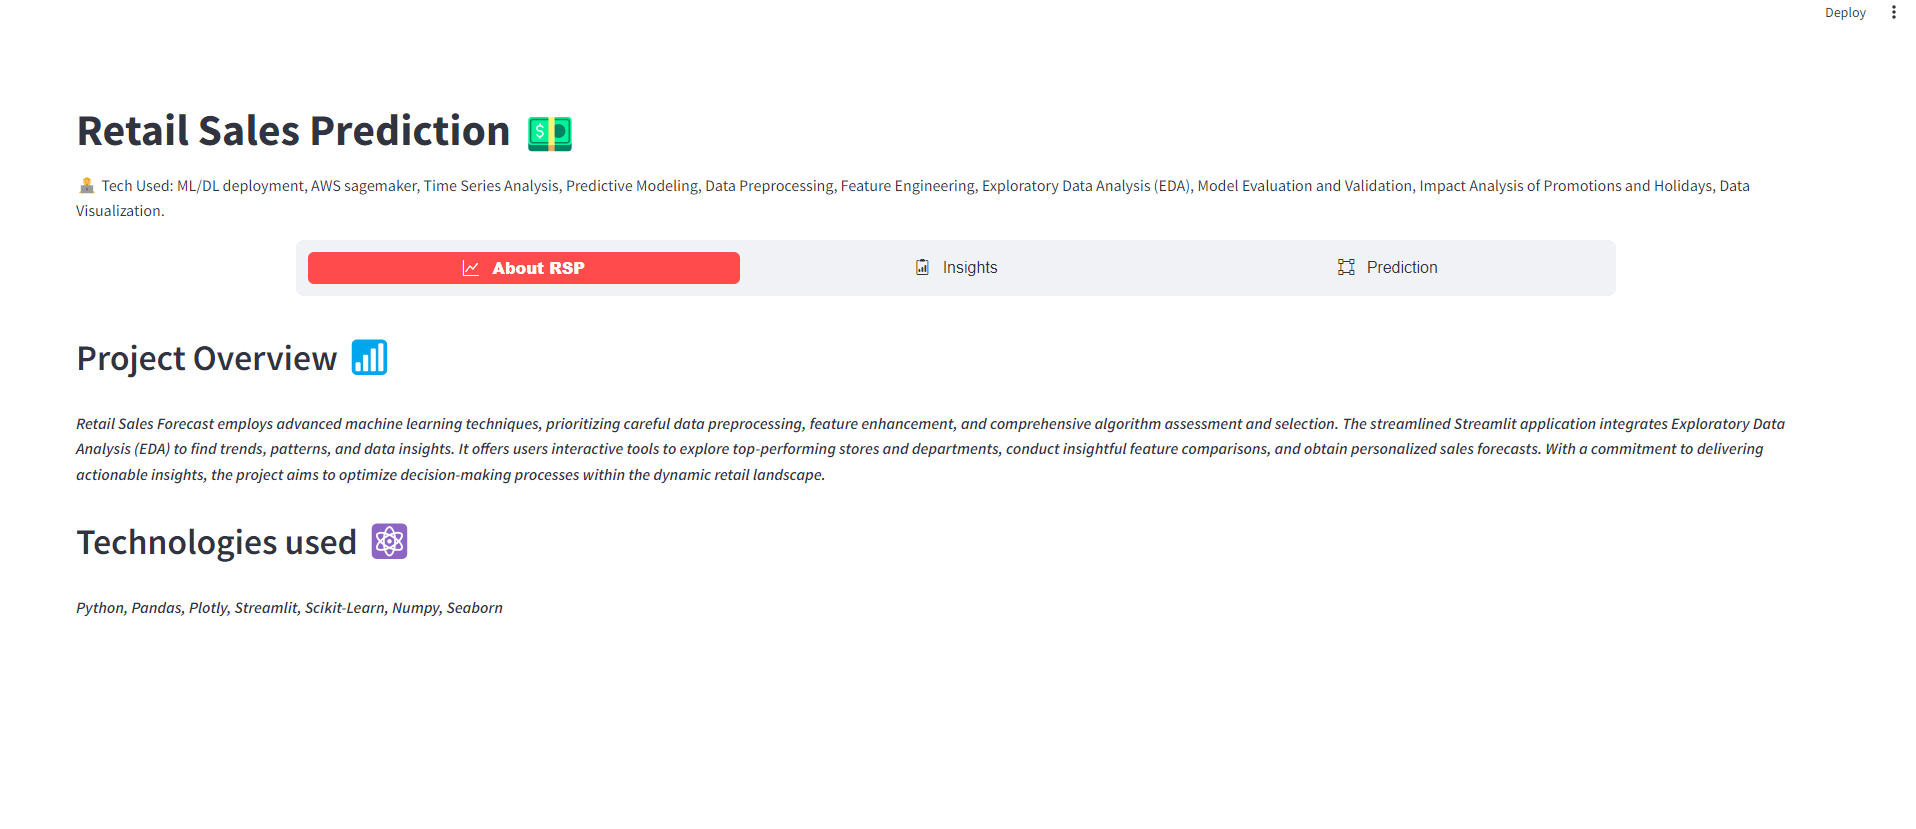 Deploy
Retail Sales Prediction
Tech Used: ML/DL deployment, AWS sagemaker, Time Series Analysis, Predictive Modeling, Data Preprocessing, Feature Engineering, Exploratory Data Analysis (EDA), Model Evaluation and Validation, Impact Analysis of Promotions and Holidays, Data
Visualization.
About RSP
Insights
Prediction
Project Overview
Retail Sales Forecast employs advanced machine learning techniques, prioritizing careful data preprocessing, feature enhancement, and comprehensive algorithm assessment and selection. The streamlined Streamlit application integrates Exploratory Data
Analysis (EDA) to find trends, patterns, and data insights. It offers users interactive tools to explore top-performing stores and departments, conduct insightful feature comparisons, and obtain personalized sales forecasts. With a commitment to delivering
actionable insights, the project aims to optimize decision-making processes within the dynamic retail landscape.
Technologies used
Python, Pandas, Plotly, Streamlit, Scikit-Learn, Numpy, Seaborn